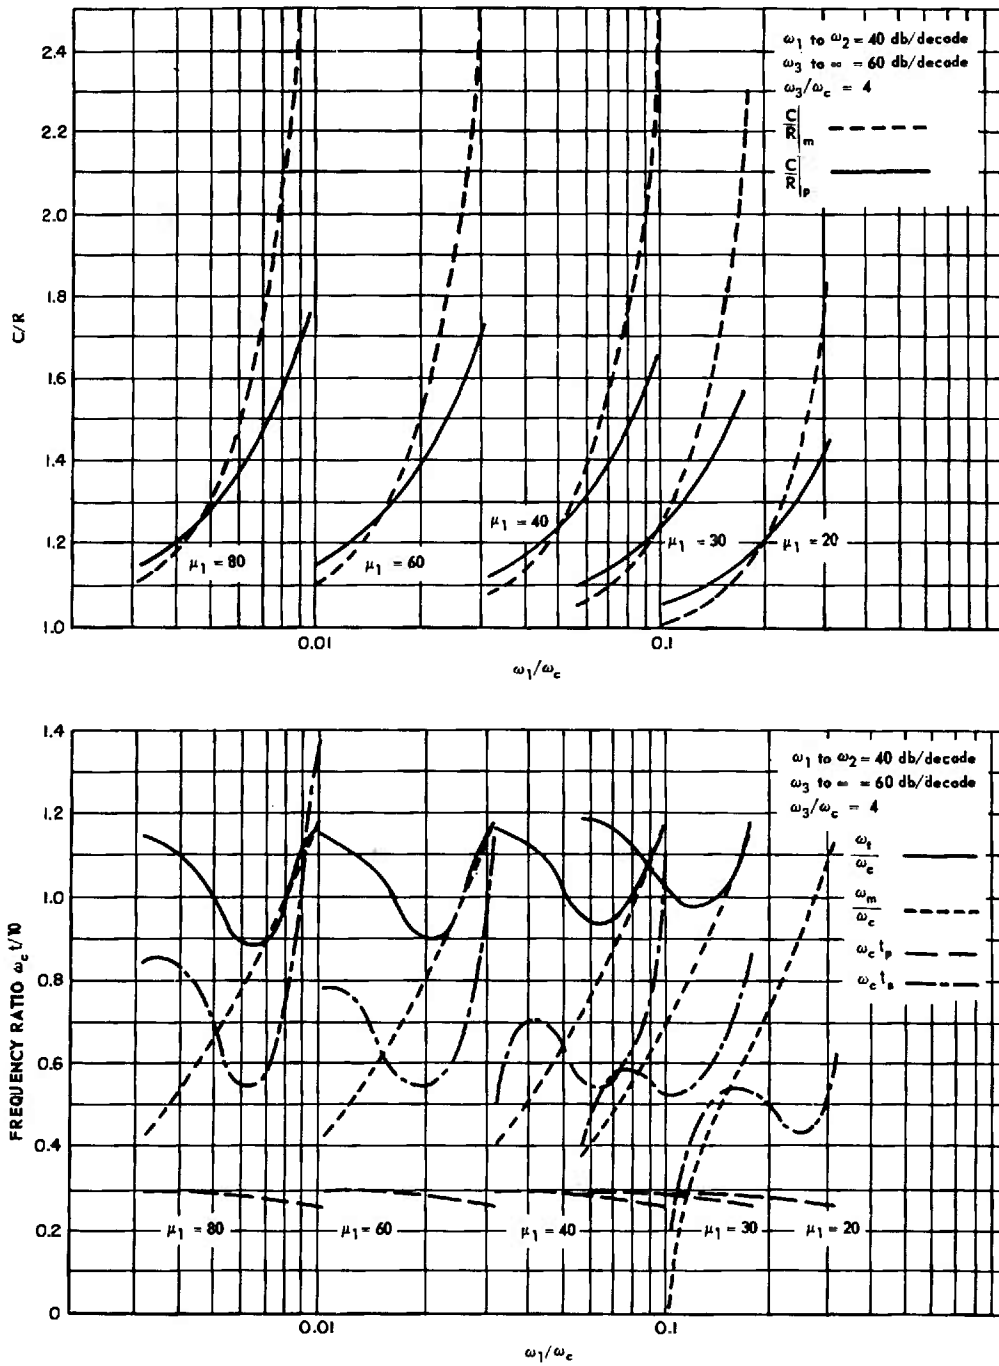 2.4
2.2
2.0
1.8
1.6
1.4
1.2
1.0
C/R
ω1 to ω2 = 40 db/decade
ω3 to ∞ = 60 db/decade
ω3/ωc = 4
C/R|m
C/R|p
μ1 = 80
μ1 = 60
μ1 = 40
μ1 = 30
μ1 = 20
0.01
0.1
ω1/ωc
1.4
1.2
1.0
0.8
0.6
0.4
0.2
0
FREQUENCY RATIO ωc t/10
ω1 to ω2 = 40 db/decade
ω3 to ∞ = 60 db/decade
ω3/ωc = 4
ωt/ωc
ωm/ωc
ωc tp
ωc ts
μ1 = 80
μ1 = 60
μ1 = 40
μ1 = 30
μ1 = 20
0.01
0.1
ω1/ωc